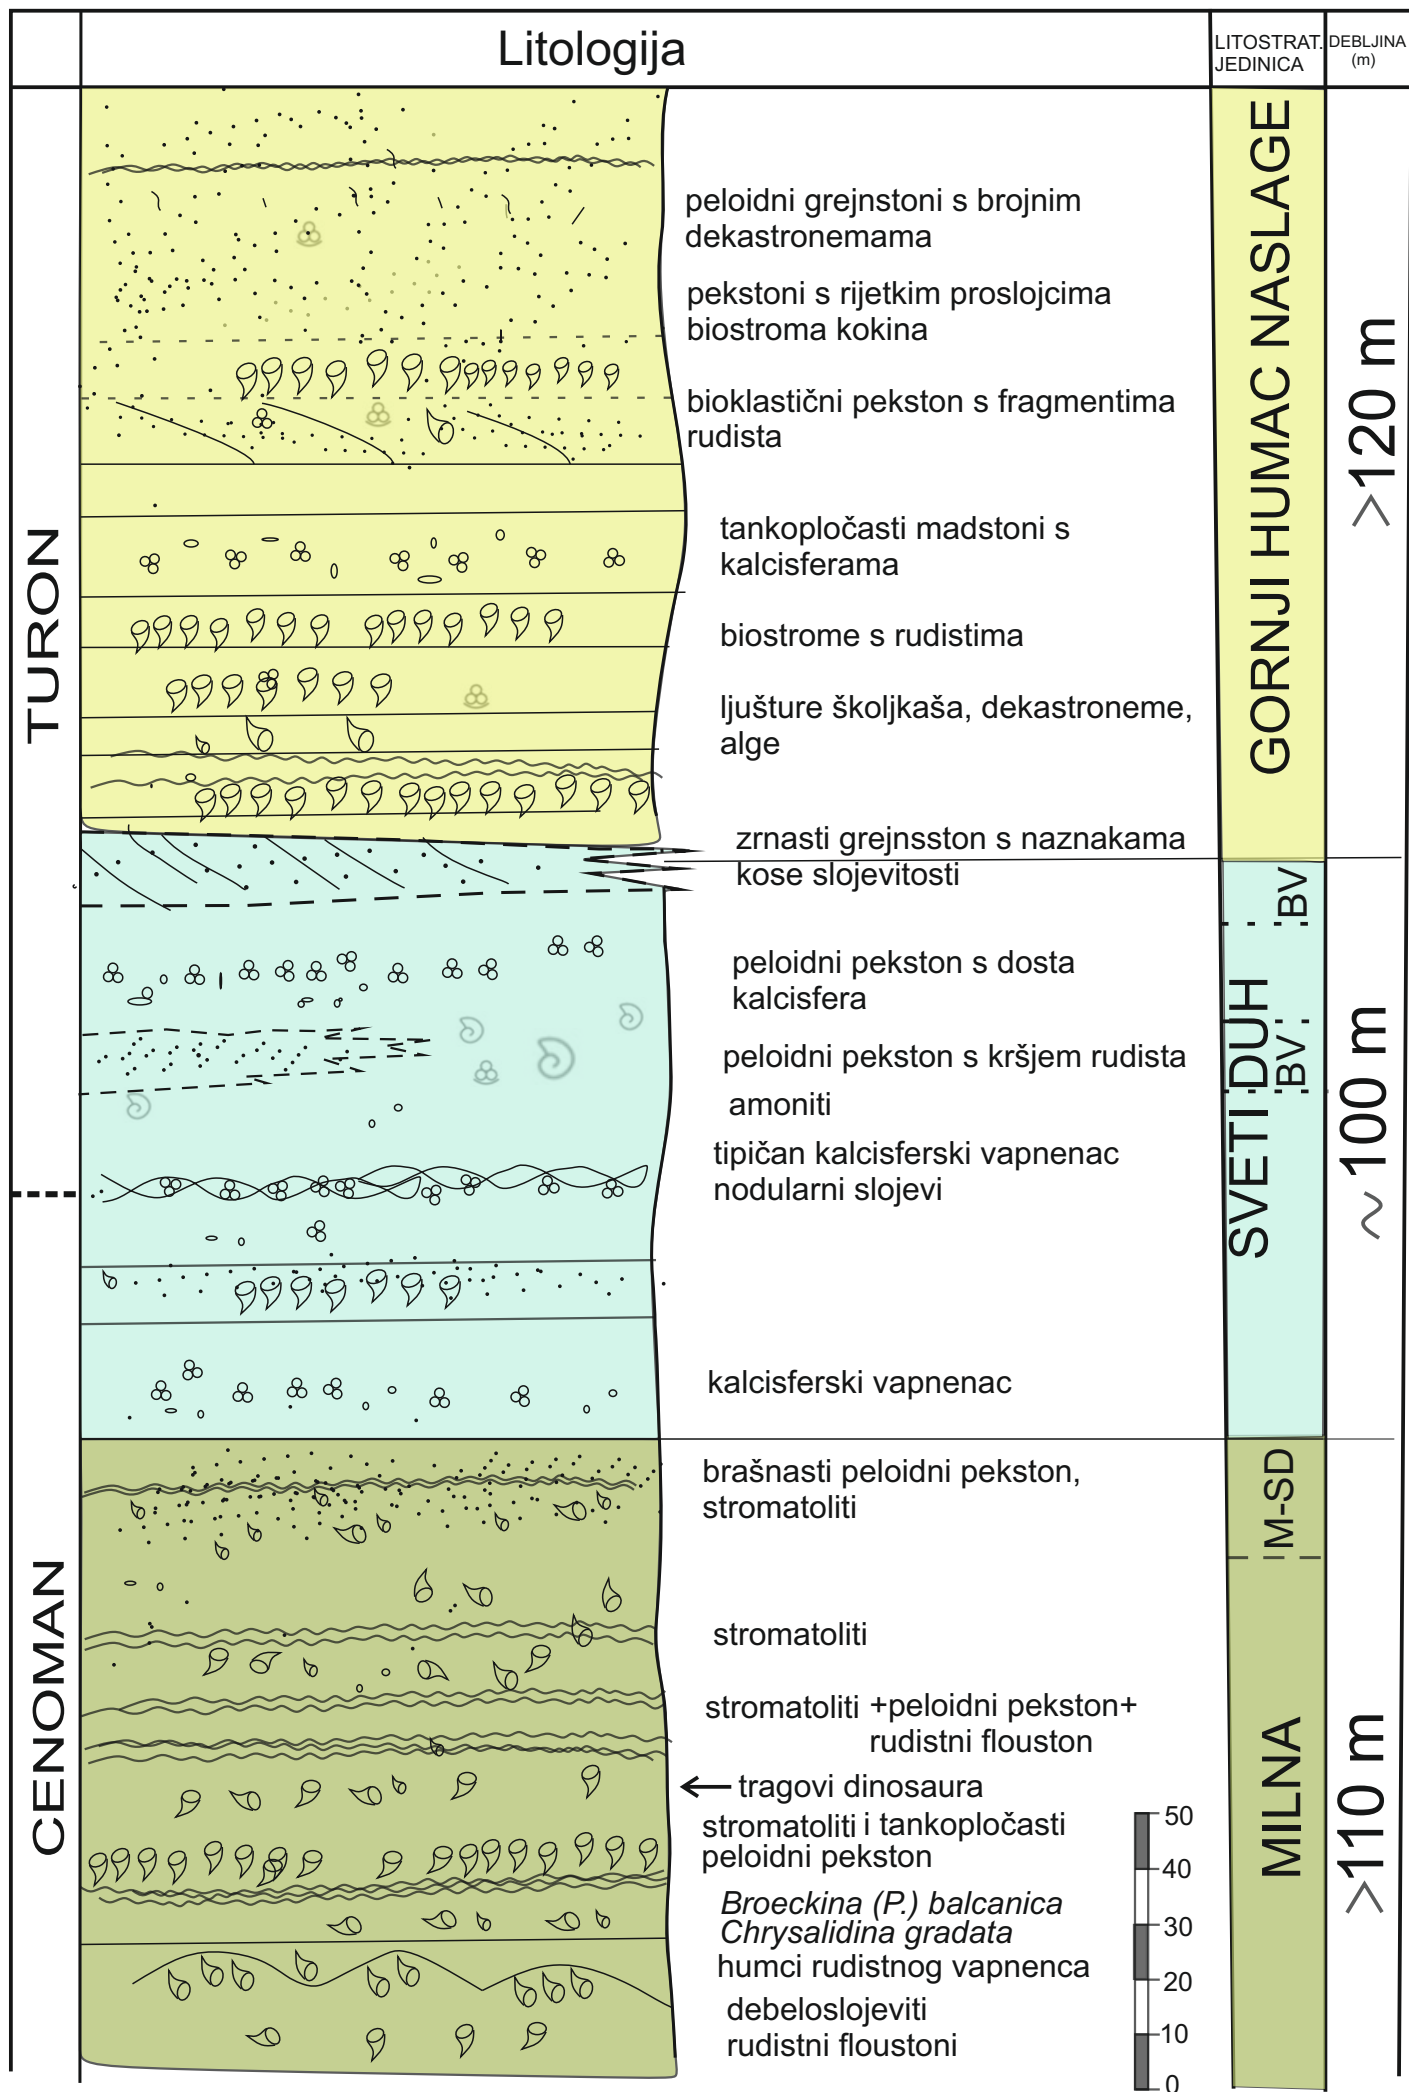 Litologija
LITOSTRAT.
JEDINICA
DEBLJINA
(m)
TURON
CENOMAN
peloidni grejnstoni s brojnim
dekastronemama
pekstoni s rijetkim proslojcima
biostroma kokina
bioklastični pekston s fragmentima
rudista
tankopločasti madstoni s
kalcisferama
biostrome s rudistima
ljušture školjkaša, dekastroneme,
alge
zrnasti grejnsston s naznakama
kose slojevitosti
peloidni pekston s dosta
kalcisfera
peloidni pekston s kršjem rudista
amoniti
tipičan kalcisferski vapnenac
nodularni slojevi
kalcisferski vapnenac
brašnasti peloidni pekston,
stromatoliti
stromatoliti
stromatoliti +peloidni pekston+
rudistni flouston
tragovi dinosaura
stromatoliti i tankopločasti
peloidni pekston
Broeckina (P.) balcanica
Chrysalidina gradata
humci rudistnog vapnenca
debeloslojeviti
rudistni floustoni
50
40
30
20
10
0
GORNJI HUMAC NASLAGE
BV
SVETI DUH
BV
M-SD
MILNA
>120 m
~100 m
>110 m